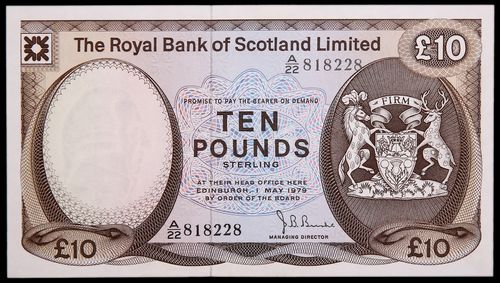 The Royal Bank of Scotland Limited
£10
A/22 818228
PROMISE TO PAY THE BEARER ON DEMAND
FIRM
TEN
POUNDS
STERLING
AT THEIR HEAD OFFICE HERE
EDINBURGH, 1 MAY 1979
BY ORDER OF THE BOARD
A/22 818228
MANAGING DIRECTOR
£10
£10